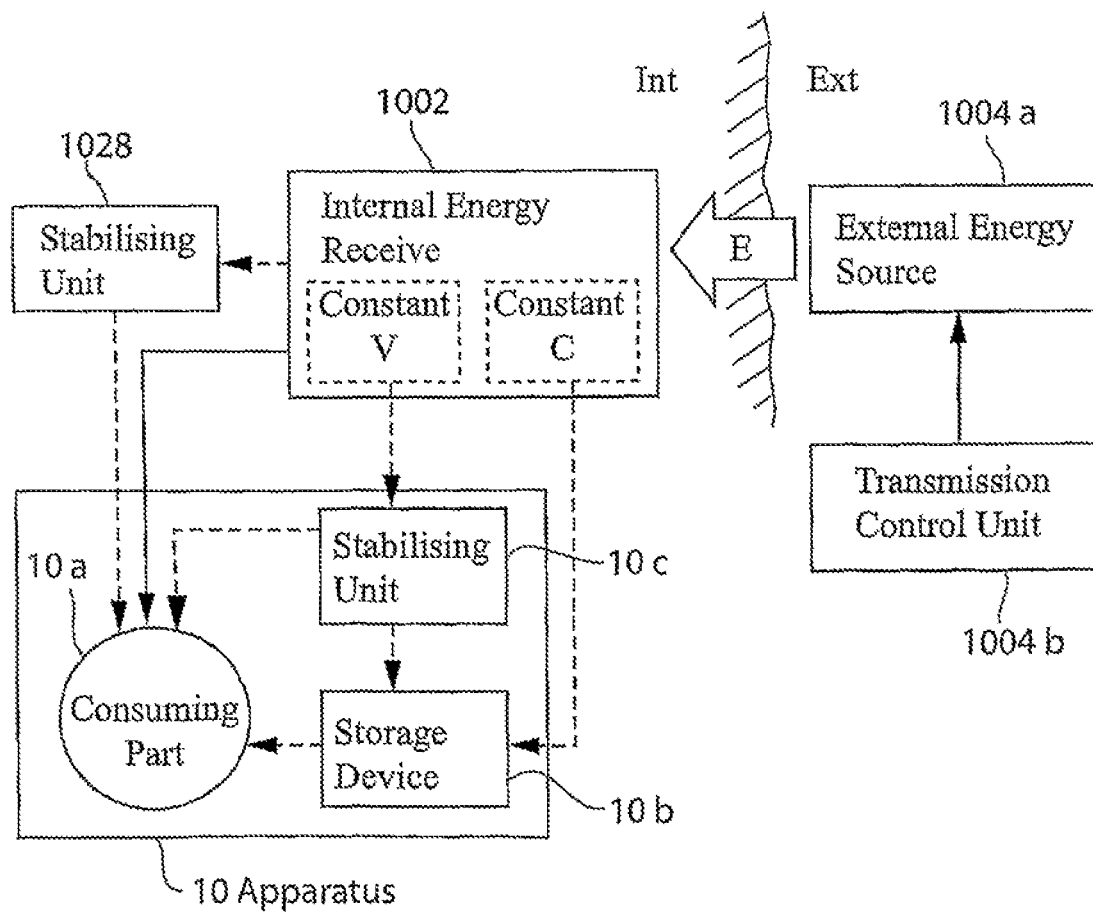 Int
Ext
1002
1004 a
1028
Stabilising
Unit
Internal Energy
Receive
Constant
V
Constant
C
E
External Energy
Source
Transmission
Control Unit
1004 b
10 a
Stabilising
Unit
10 c
Consuming
Part
Storage
Device
10 b
10 Apparatus